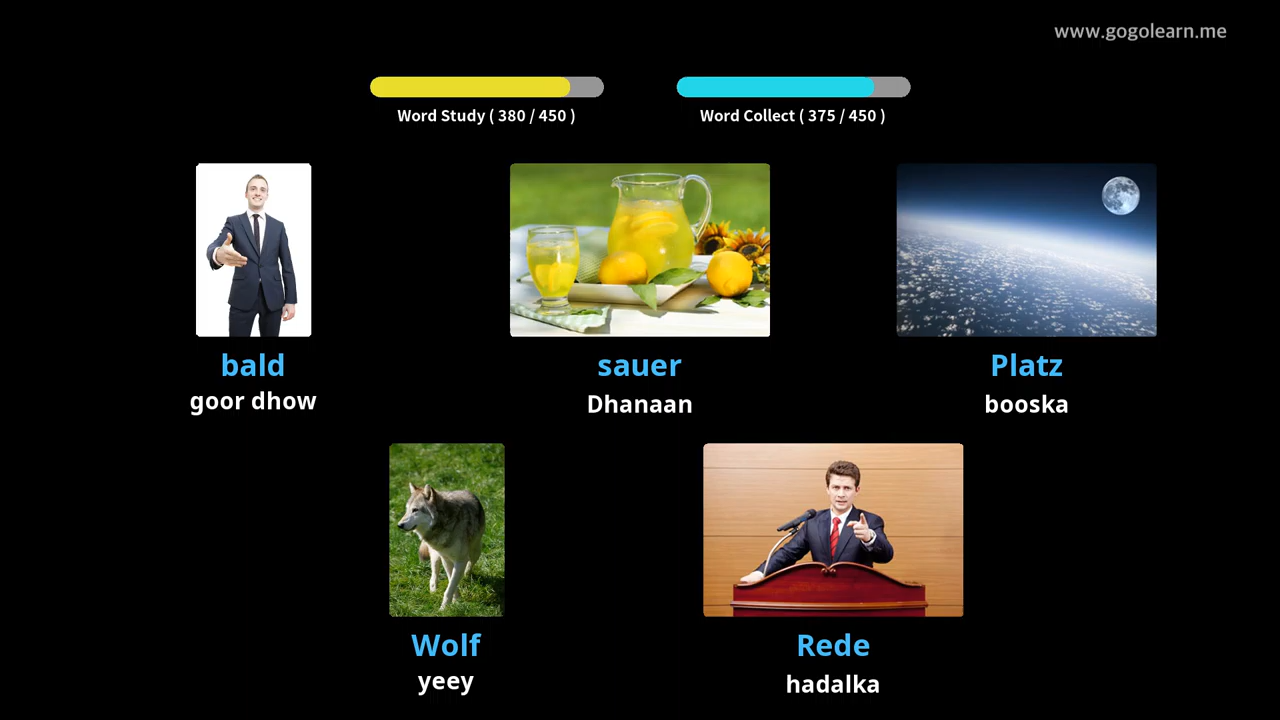 www.gogolearn.me
Word Study ( 380 / 450 )
Word Collect ( 375 / 450 )
bald
goor dhow
sauer
Dhanaan
Platz
booska
Wolf
yeey
Rede
hadalka